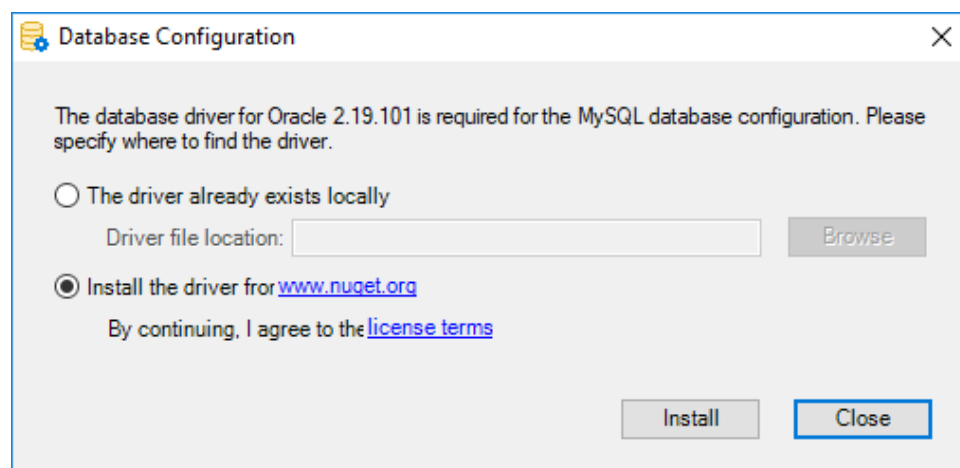 Database Configuration
The database driver for Oracle 2.19.101 is required for the MySQL database configuration. Please
specify where to find the driver.
The driver already exists locally
Driver file location:
Browse
Install the driver fror www.nuget.org
By continuing, I agree to the license terms
Install
Close